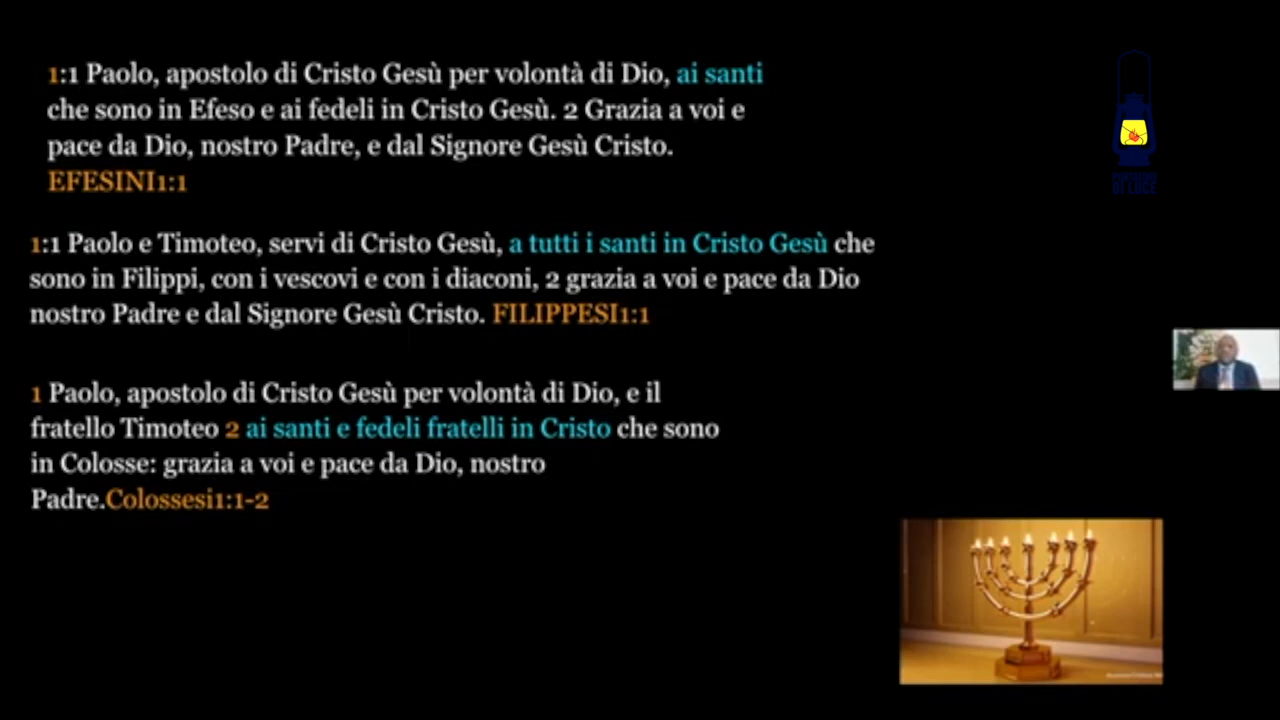 1:1 Paolo, apostolo di Cristo Gesù per volontà di Dio, ai santi
che sono in Efeso e ai fedeli in Cristo Gesù. 2 Grazia a voi e
pace da Dio, nostro Padre, e dal Signore Gesù Cristo.
EFESINI1:1
1:1 Paolo e Timoteo, servi di Cristo Gesù, a tutti i santi in Cristo Gesù che
sono in Filippi, con i vescovi e con i diaconi, 2 grazia a voi e pace da Dio
nostro Padre e dal Signore Gesù Cristo. FILIPPESI1:1
1 Paolo, apostolo di Cristo Gesù per volontà di Dio, e il
fratello Timoteo 2 ai santi e fedeli fratelli in Cristo che sono
in Colosse: grazia a voi e pace da Dio, nostro
Padre.Colossesi1:1-2
DI LUCE